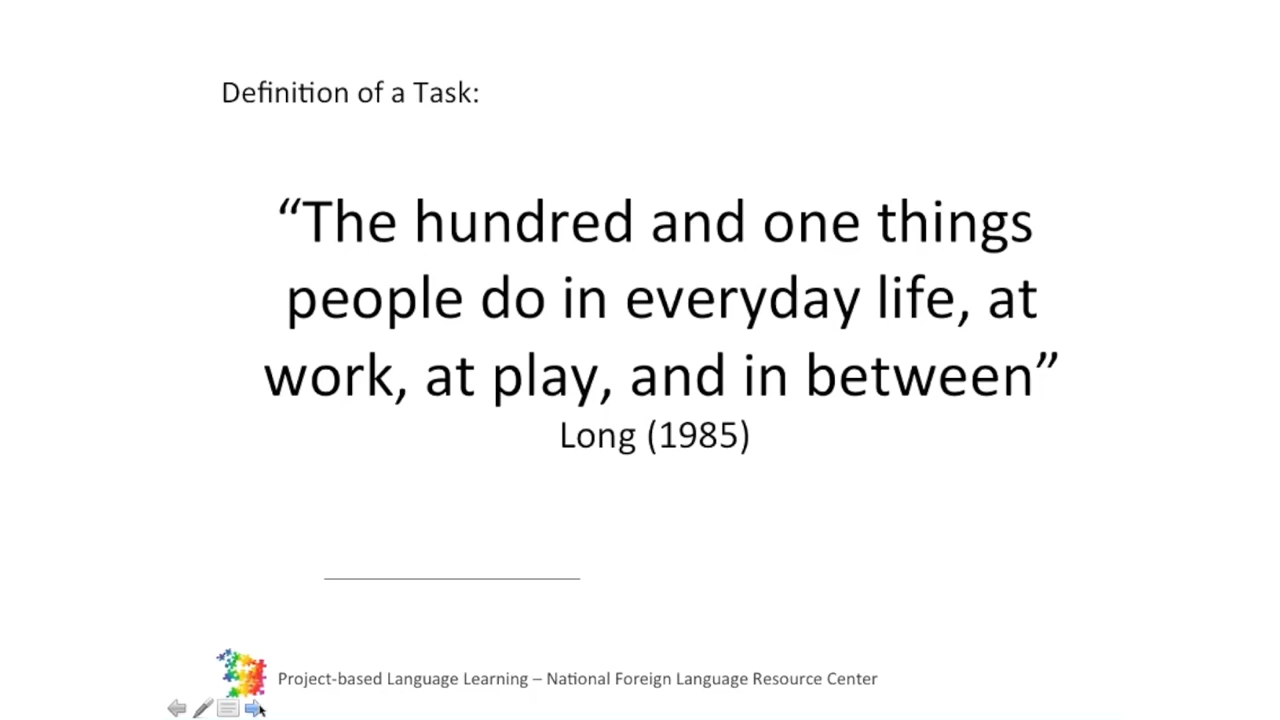 Definition of a Task:
“The hundred and one things
people do in everyday life, at
work, at play, and in between”
Long (1985)
Project-based Language Learning – National Foreign Language Resource Center